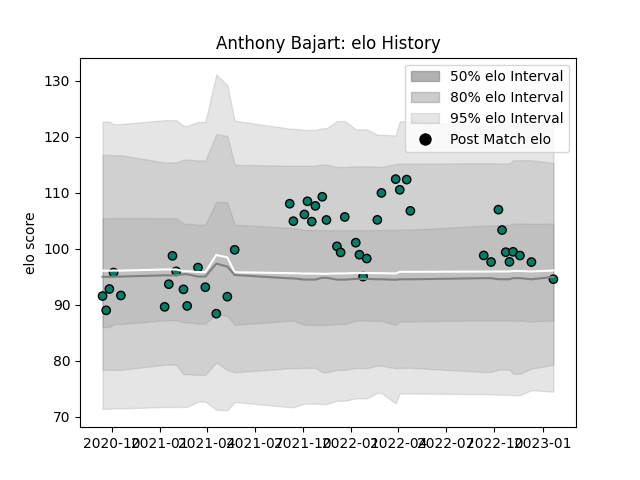 Anthony Bajart: elo History
50% elo Interval
80% elo Interval
95% elo Interval
Post Match elo
elo score
130
120
110
100
90
80
70
2020-10 2021-01 2021-04 2021-07 2021-10 2022-01 2022-04 2022-07 2022-10 2023-01